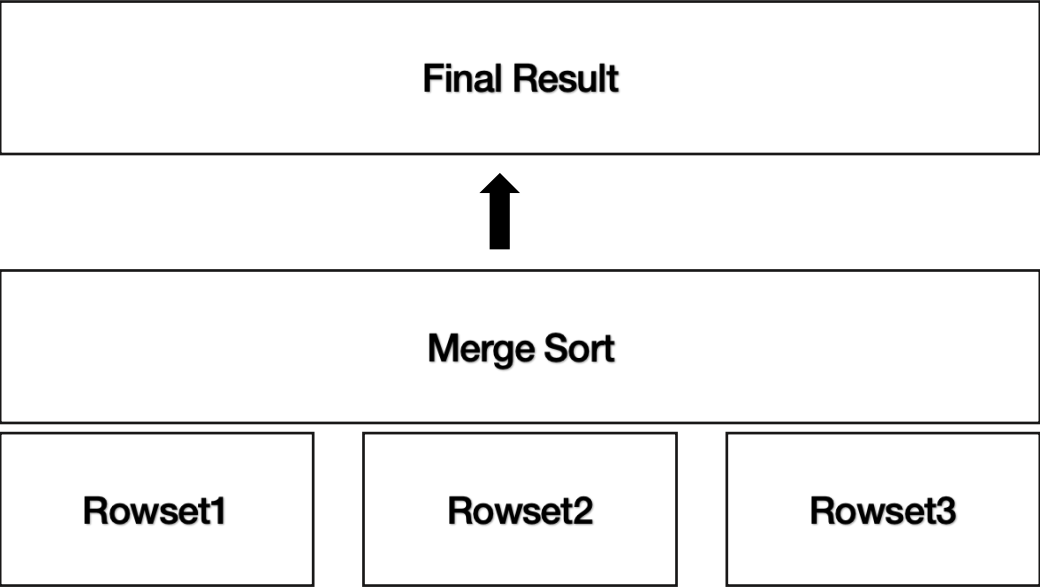 Final Result
Merge Sort
Rowset1
Rowset2
Rowset3